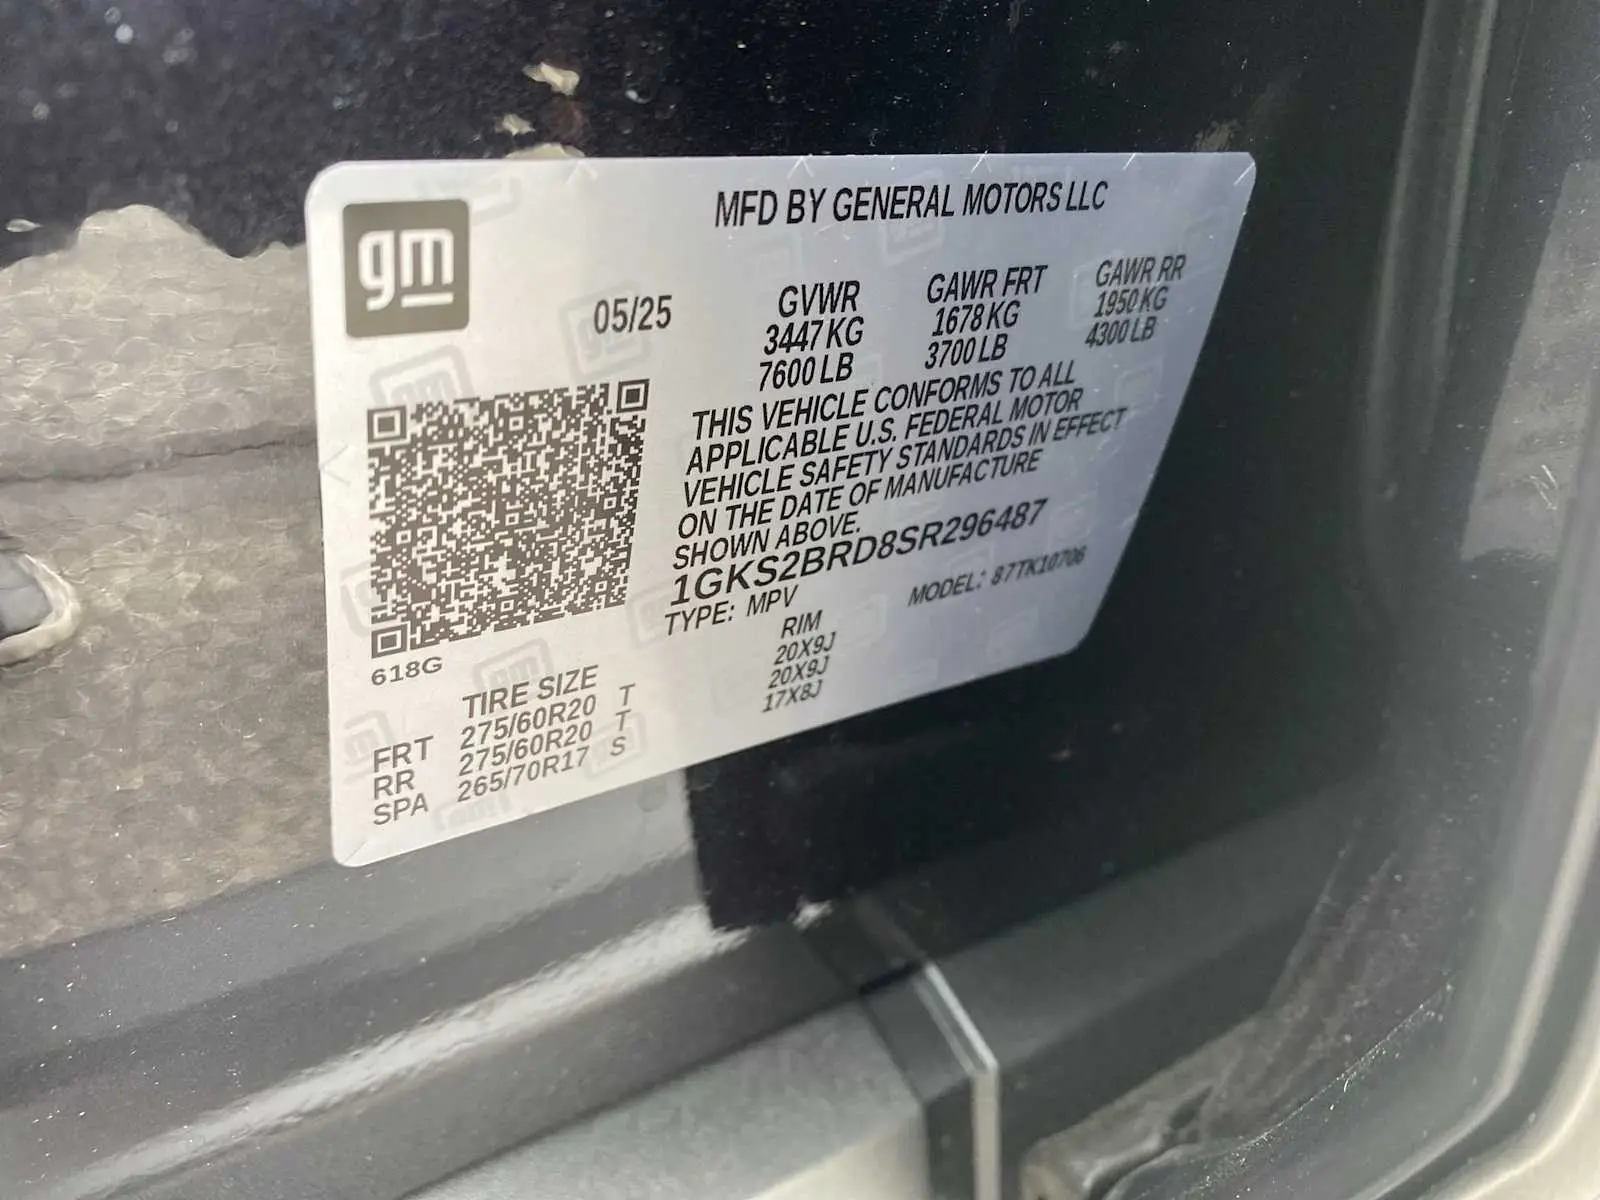 gm
MFD BY GENERAL MOTORS LLC
05/25
GVWR
3447 KG
7600 LB
GAWR FRT
1678 KG
3700 LB
GAWR RR
1950 KG
4300 LB
THIS VEHICLE CONFORMS TO ALL
APPLICABLE U.S. FEDERAL MOTOR
VEHICLE SAFETY STANDARDS IN EFFECT
ON THE DATE OF MANUFACTURE
SHOWN ABOVE.
1GKS2BRD8SR296487
TYPE: MPV
MODEL: 87TK10706
618G
TIRE SIZE
RIM
FRT 275/60R20 T 20X9J
RR 275/60R20 T 20X9J
SPA 265/70R17 S 17X8J